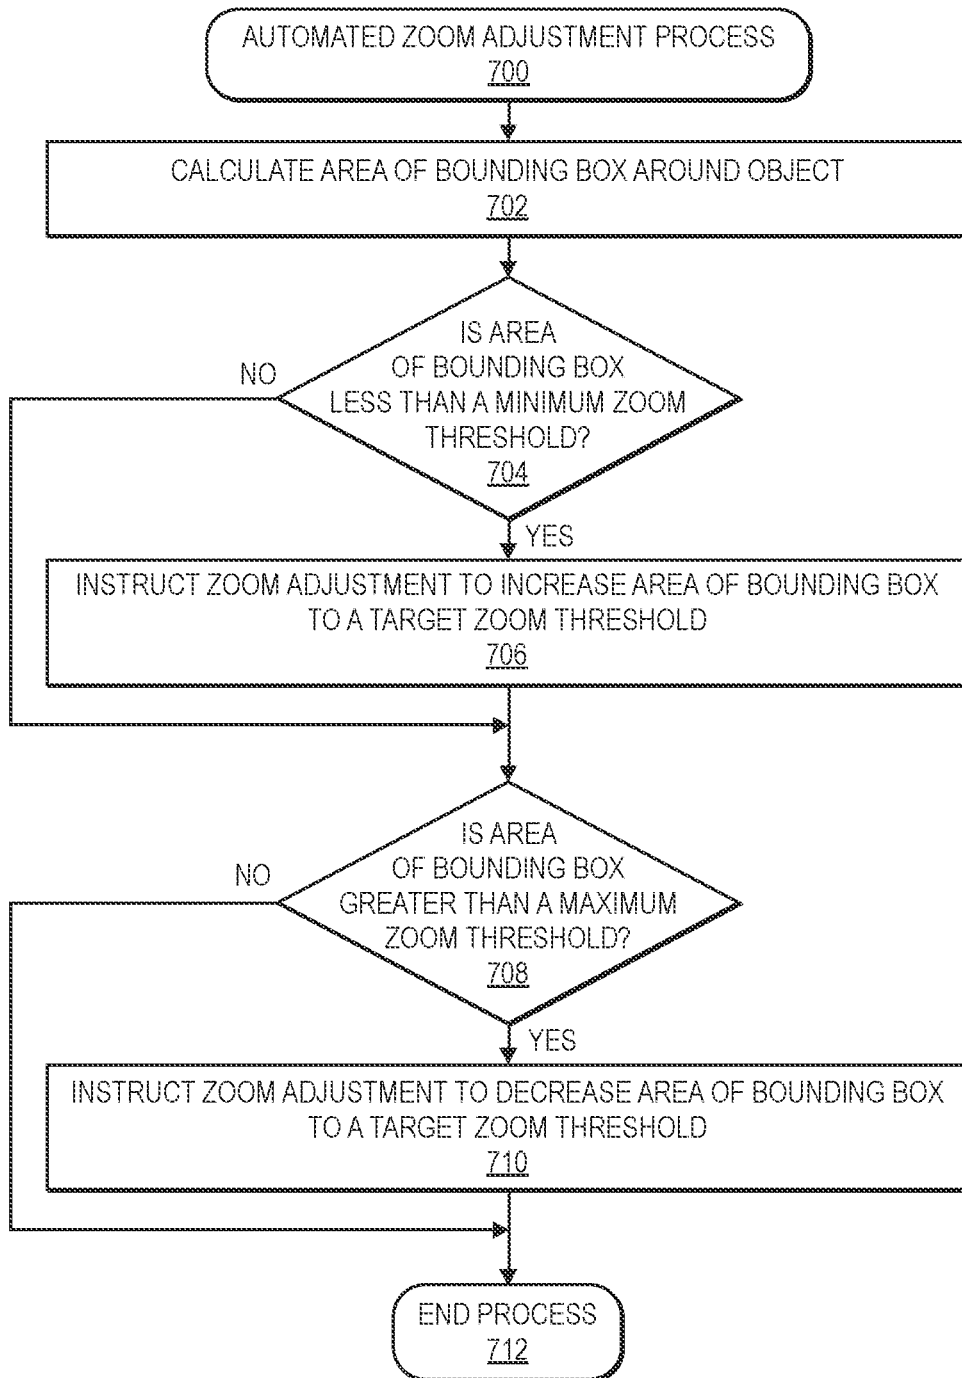 AUTOMATED ZOOM ADJUSTMENT PROCESS
700
CALCULATE AREA OF BOUNDING BOX AROUND OBJECT
702
IS AREA
OF BOUNDING BOX
LESS THAN A MINIMUM ZOOM
THRESHOLD?
704
NO
YES
INSTRUCT ZOOM ADJUSTMENT TO INCREASE AREA OF BOUNDING BOX
TO A TARGET ZOOM THRESHOLD
706
IS AREA
OF BOUNDING BOX
GREATER THAN A MAXIMUM
ZOOM THRESHOLD?
708
NO
YES
INSTRUCT ZOOM ADJUSTMENT TO DECREASE AREA OF BOUNDING BOX
TO A TARGET ZOOM THRESHOLD
710
END PROCESS
712